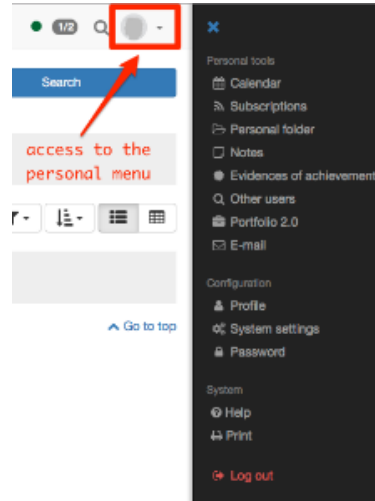 1/2
Search
access to the
personal menu
Go to top
Personal tools
Calendar
Subscriptions
Personal folder
Notes
Evidences of achievement
Other users
Portfolio 2.0
E-mail
Configuration
Profile
System settings
Password
System
Help
Print
Log out